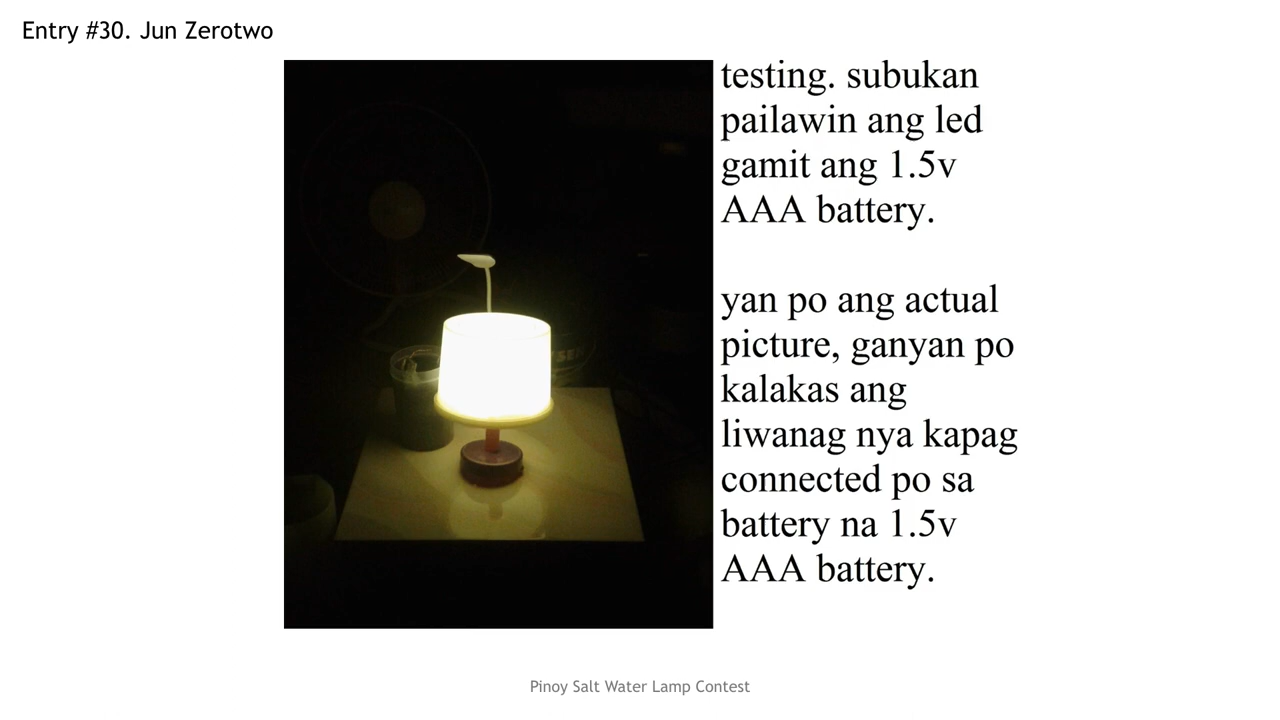 Entry #30. Jun Zerotwo
testing. subukan
pailawin ang led
gamit ang 1.5v
AAA battery.
yan po ang actual
picture, ganyan po
kalakas ang
liwanag nya kapag
connected po sa
battery na 1.5v
AAA battery.
Pinoy Salt Water Lamp Contest